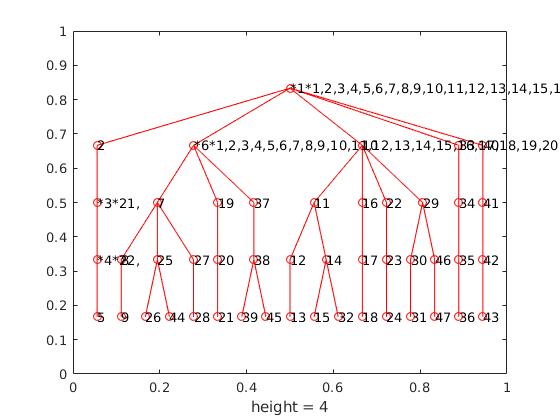 1
0.9
*1*1,2,3,4,5,6,7,8,9,10,11,12,13,14,15,1
0.8
0.7
2 *6*1,2,3,4,5,6,7,8,9,10,11
0.6
0.5 *3*21, 7 19 37 11 16 22 29 34 41
0.4
0.3 *4* 25 27 20 38 12 14 17 23 30 46 35 42
0.2
5 9 26 44 28 21 39 45 13 15 32 18 24 31 47 36 43
0.1
0
0 0.2 0.4 0.6 0.8 1
height = 4